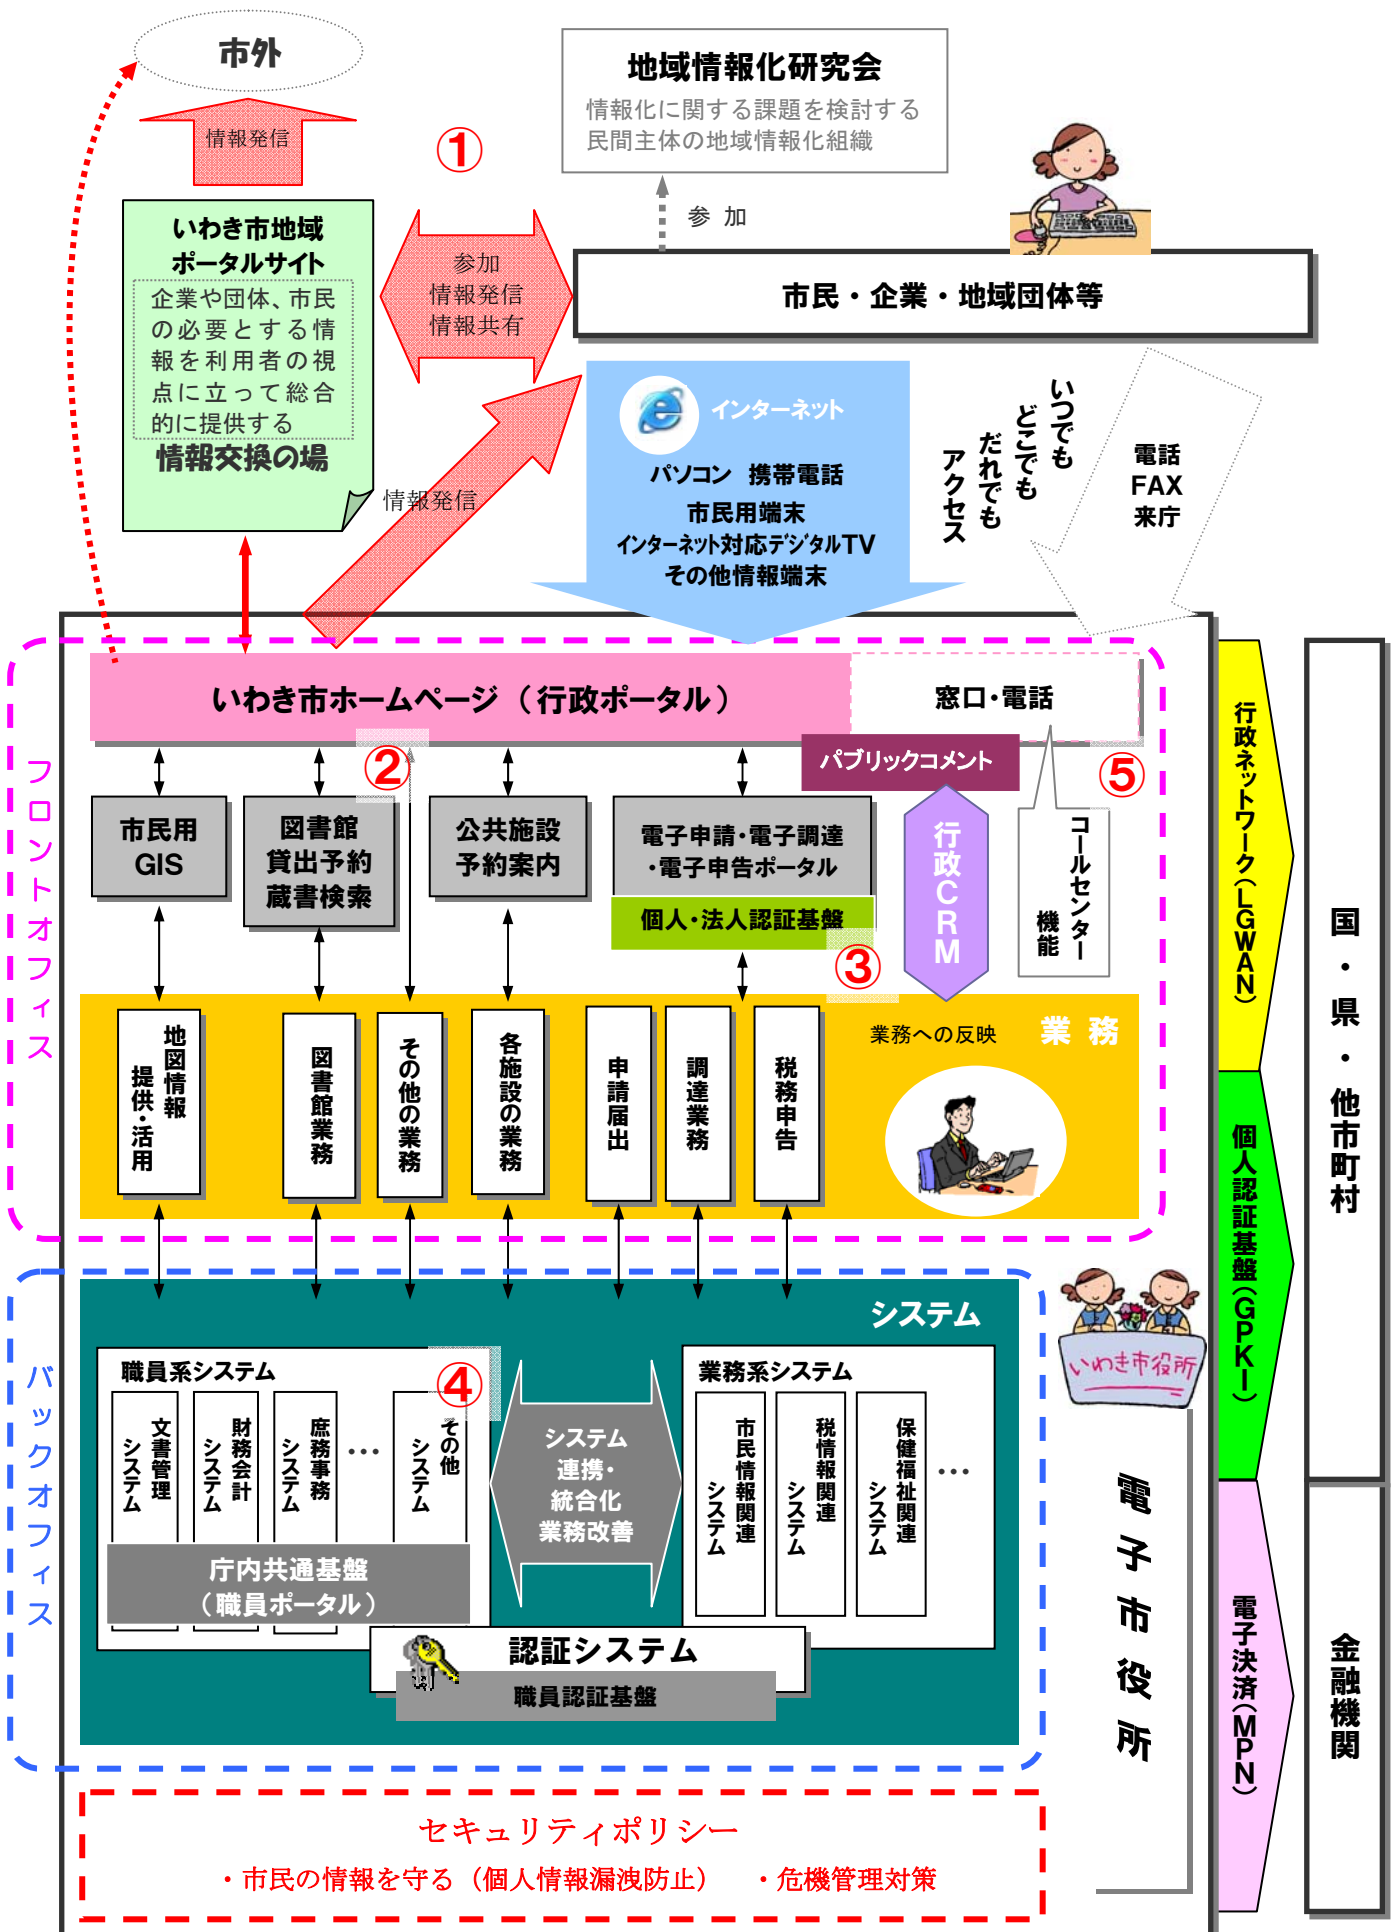 市外
情報発信
①
地域情報化研究会
情報化に関する課題を検討する
民間主体の地域情報化組織
参 加
いわき市地域
ポータルサイト
企業や団体、市民
の必要とする情
報を利用者の視
点に立って総合
的に提供する
情報交換の場
参加
情報発信
情報共有
市民・企業・地域団体等
情報発信
インターネット
パソコン 携帯電話
市民用端末
インターネット対応デジタルTV
その他情報端末
いつでも
どこでも
だれでも
アクセス
電話
FAX
来庁
フロントオフィス
いわき市ホームページ（行政ポータル）
窓口・電話
パブリックコメント
②
⑤
市民用
GIS
図書館
貸出予約
蔵書検索
公共施設
予約案内
電子申請・電子調達
・電子申告ポータル
個人・法人認証基盤
③
行政CRM
コールセンター
機能
業務への反映
業務
地図情報
提供・活用
図書館業務
その他の業務
各施設の業務
申請届出
調達業務
税務申告
バックオフィス
システム
職員系システム
④
文書管理
システム
財務会計
システム
庶務事務
システム
…
その他
システム
庁内共通基盤
（職員ポータル）
システム
連携・
統合化
業務改善
業務系システム
市民情報関連
システム
税情報関連
システム
保健福祉関連
システム
…
認証システム
職員認証基盤
いわき市役所
電子市役所
セキュリティポリシー
・市民の情報を守る（個人情報漏洩防止）　・危機管理対策
行政ネットワーク(LGWAN)
個人認証基盤(GPKI)
電子決済(MPN)
国・県・他市町村
金融機関